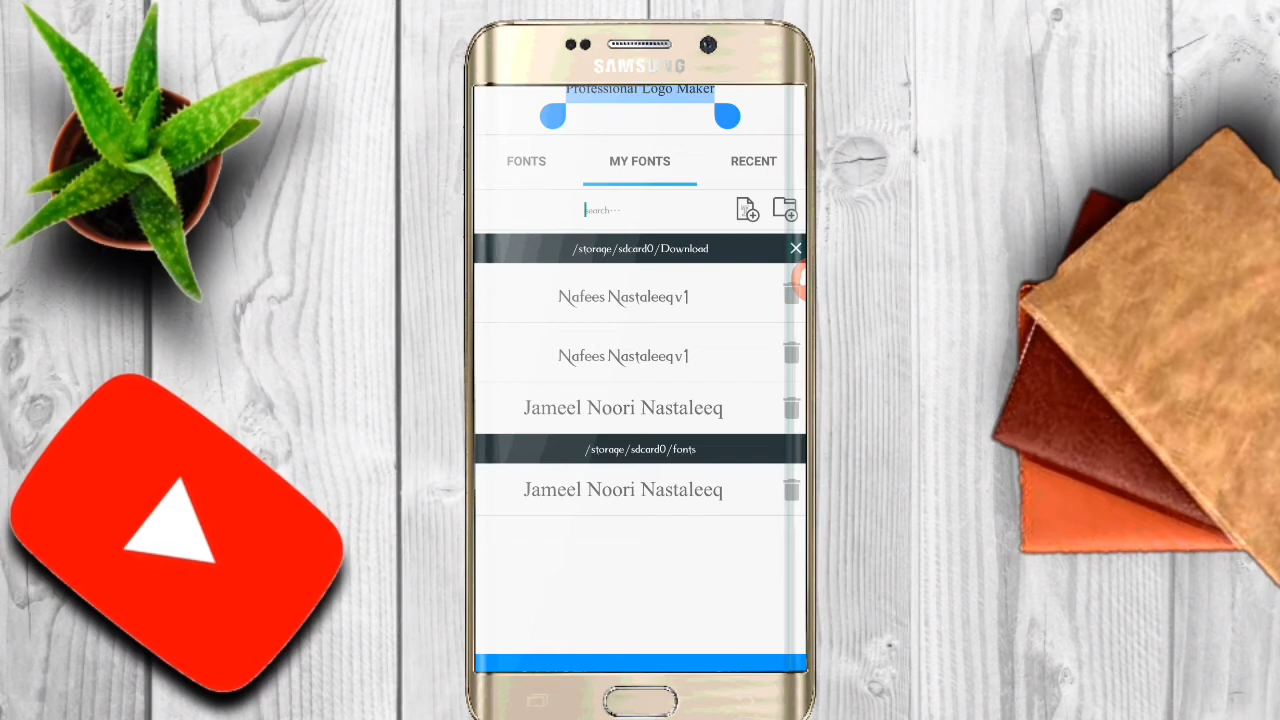 SAMSUNG
Professional Logo Maker
FONTS
MY FONTS
RECENT
search...
/storage/sdcard0/Download
Nafees Nastaleeq v1
Nafees Nastaleeq v1
Jameel Noori Nastaleeq
/storage/sdcard0/fonts
Jameel Noori Nastaleeq